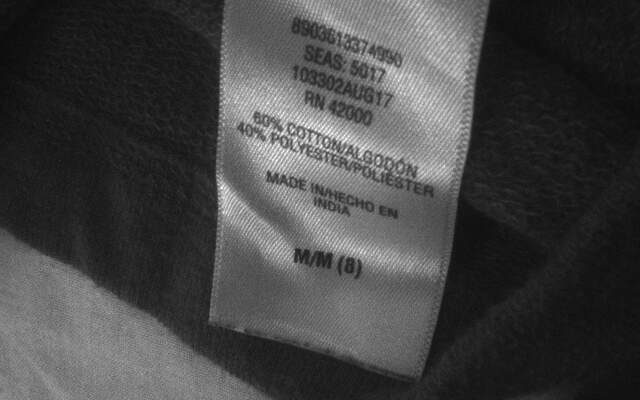 8903613374990
SEAS: 5017
103302AUG17
RN 42000
60% COTTON/ALGODÓN
40% POLYESTER/POLIÉSTER
MADE IN/HECHO EN
INDIA
M/M (8)